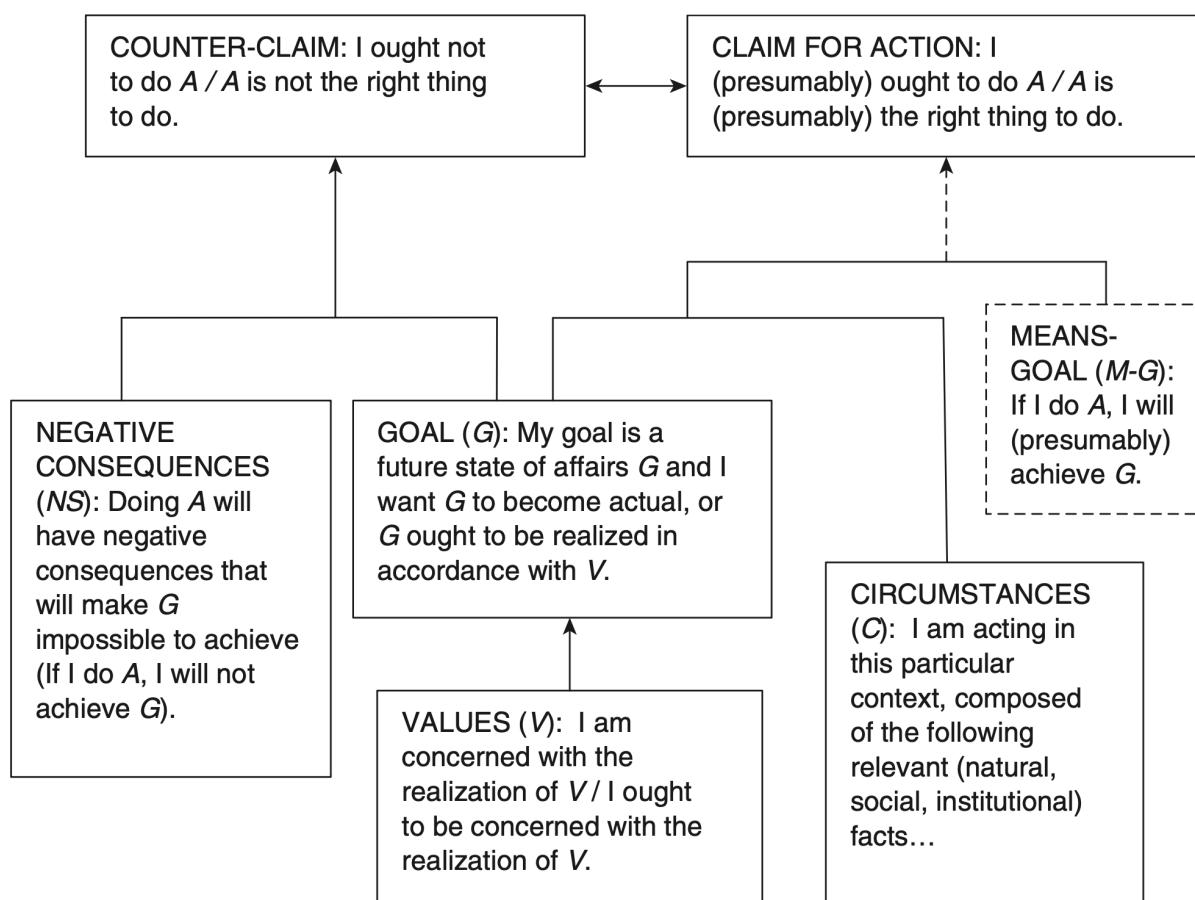 COUNTER-CLAIM: I ought not
to do A / A is not the right thing
to do.
CLAIM FOR ACTION: I
(presumably) ought to do A / A is
(presumably) the right thing to do.
NEGATIVE
CONSEQUENCES
(NS): Doing A will
have negative
consequences that
will make G
impossible to achieve
(If I do A, I will not
achieve G).
GOAL (G): My goal is a
future state of affairs G and I
want G to become actual, or
G ought to be realized in
accordance with V.
MEANS-
GOAL (M-G):
If I do A, I will
(presumably)
achieve G.
VALUES (V): I am
concerned with the
realization of V / I ought
to be concerned with the
realization of V.
CIRCUMSTANCES
(C): I am acting in
this particular
context, composed
of the following
relevant (natural,
social, institutional)
facts…